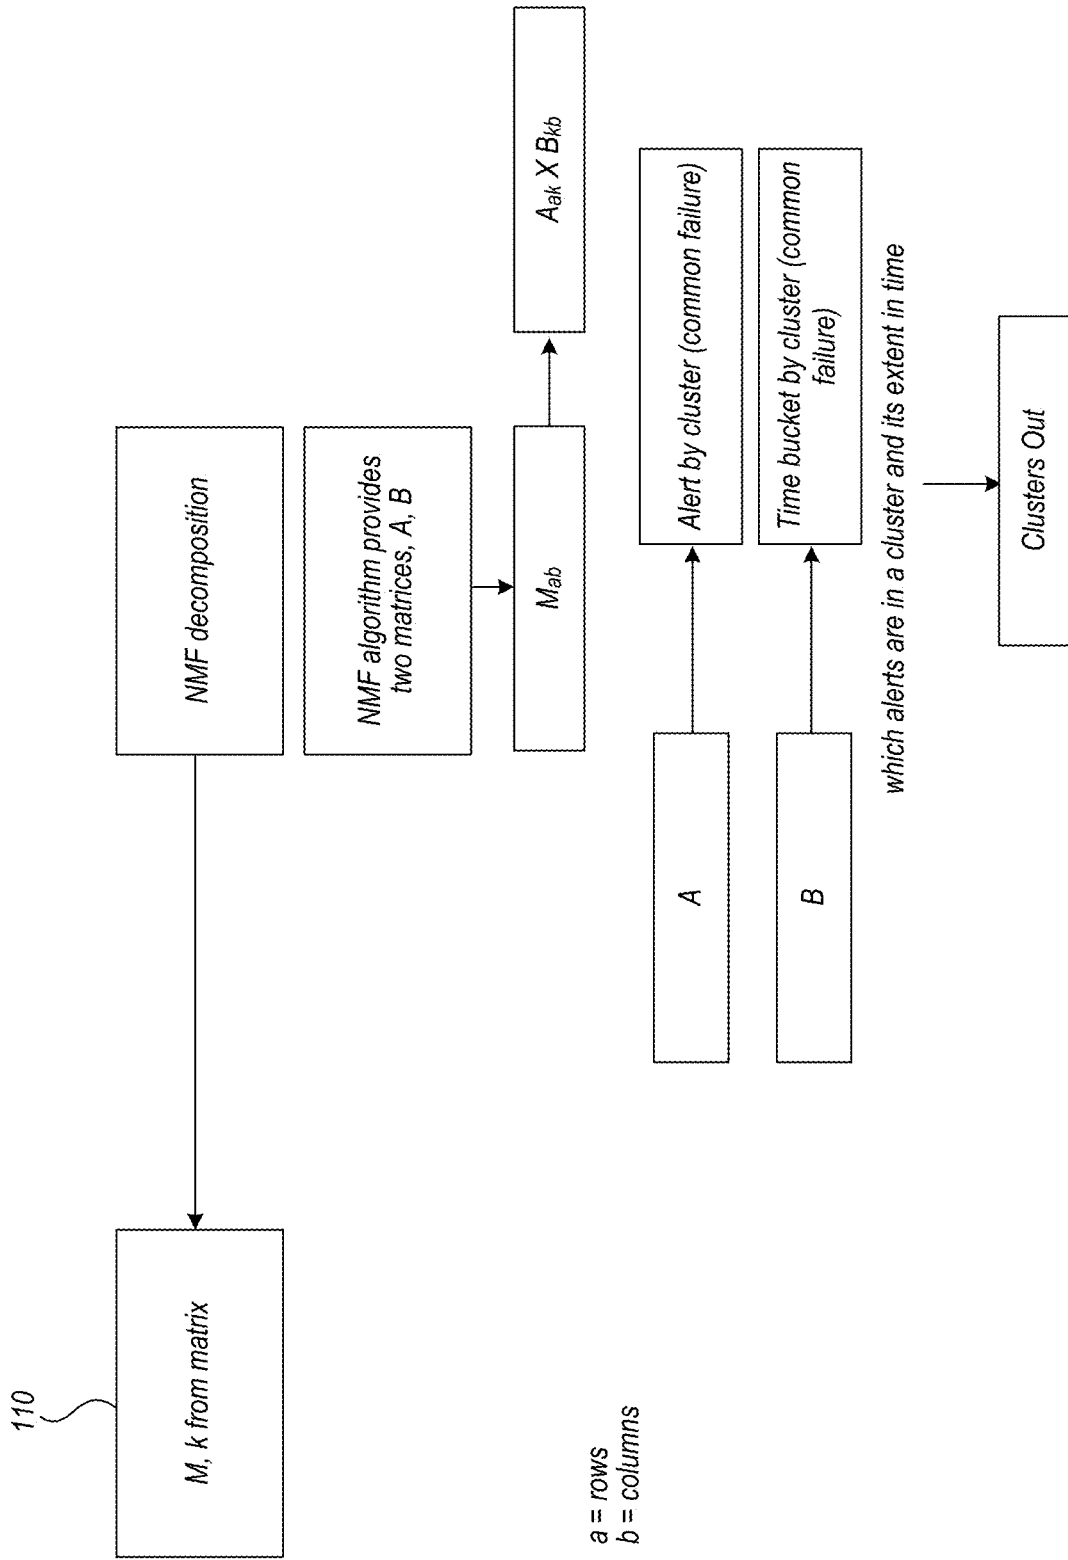 110
M, k from matrix
NMF decomposition
NMF algorithm provides
two matrices, A, B
Mab
Aak X Bkb
a = rows
b = columns
A
Alert by cluster (common failure)
B
Time bucket by cluster (common
failure)
which alerts are in a cluster and its extent in time
Clusters Out